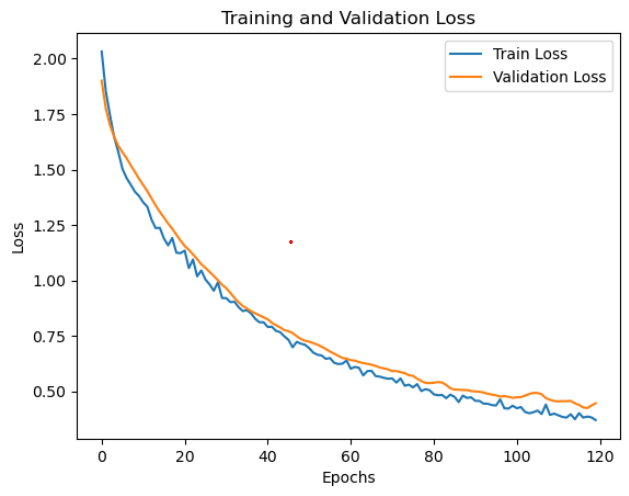 Training and Validation Loss
Train Loss
Validation Loss
2.00
1.75
1.50
1.25
1.00
0.75
0.50
Loss
0 20 40 60 80 100 120
Epochs